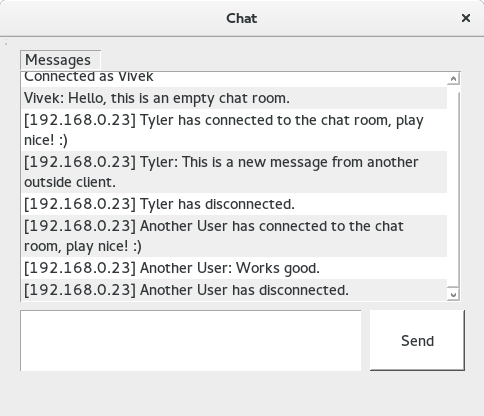 Chat
Messages
Connected as Vivek
Vivek: Hello, this is an empty chat room.
[192.168.0.23] Tyler has connected to the chat room, play
nice! :)
[192.168.0.23] Tyler: This is a new message from another
outside client.
[192.168.0.23] Tyler has disconnected.
[192.168.0.23] Another User has connected to the chat
room, play nice! :)
[192.168.0.23] Another User: Works good.
[192.168.0.23] Another User has disconnected.
Send